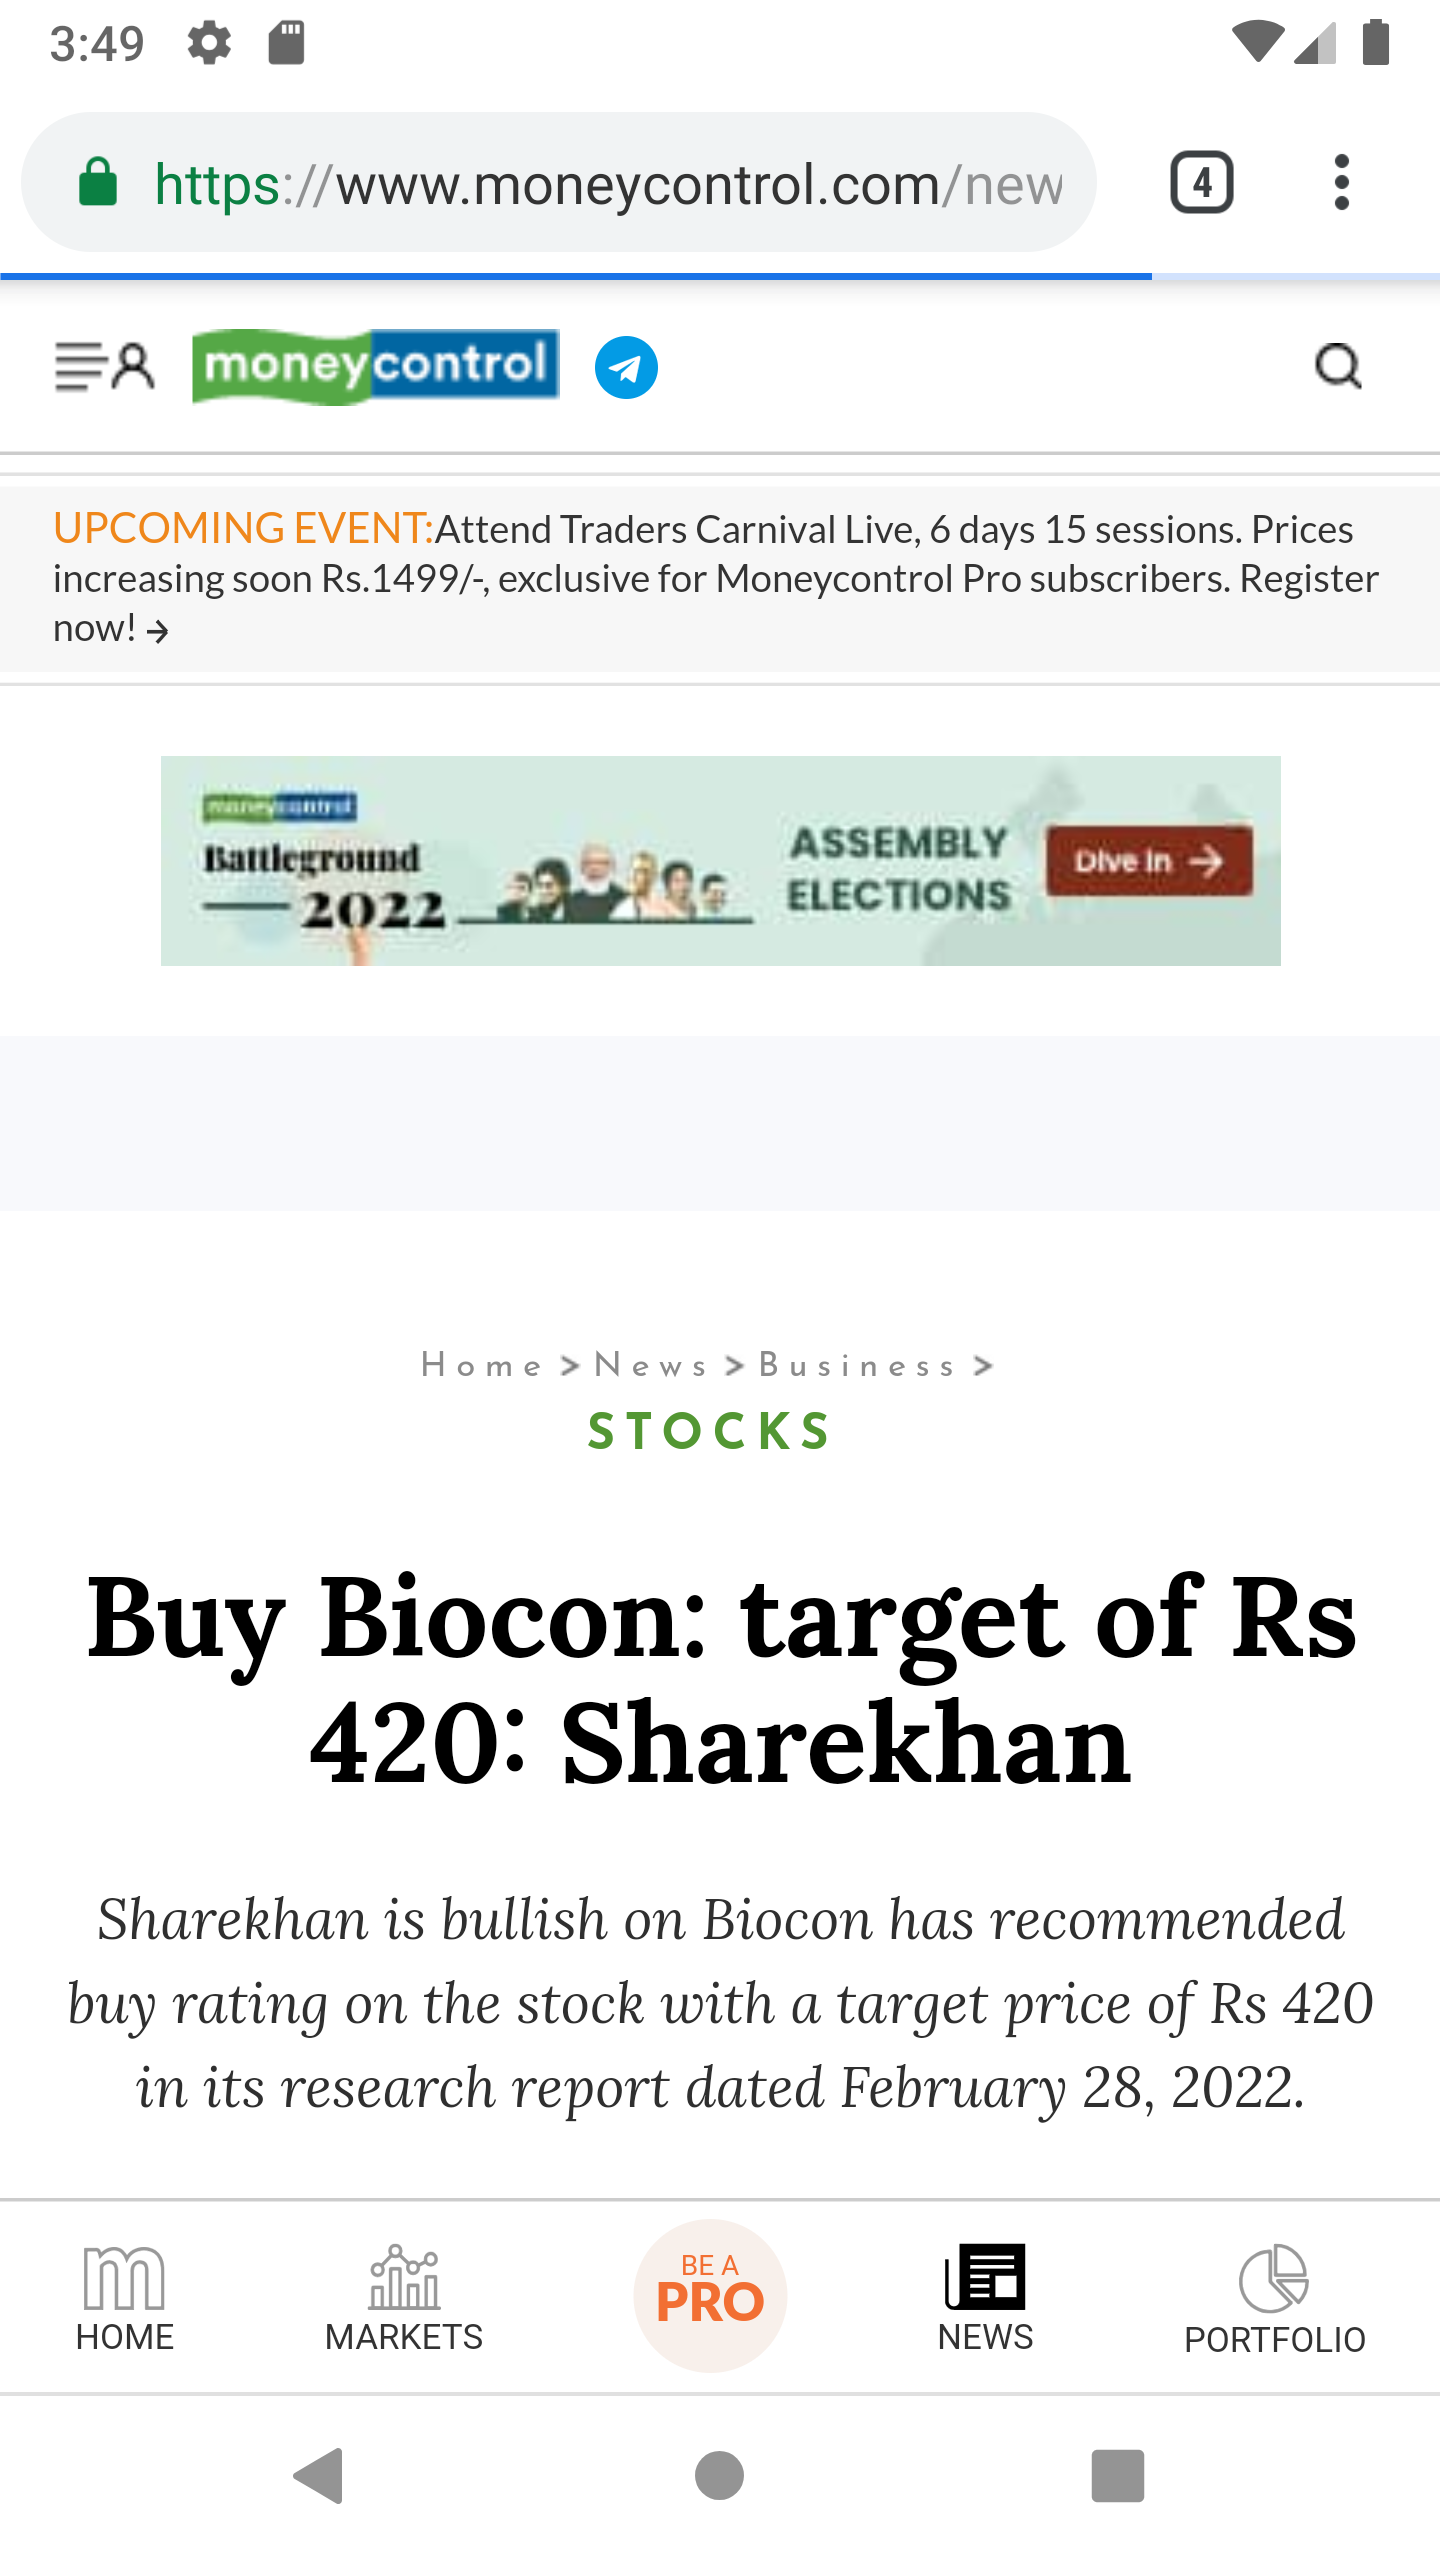 3:49
https://www.moneycontrol.com/new
4
moneycontrol
UPCOMING EVENT:Attend Traders Carnival Live, 6 days 15 sessions. Prices
increasing soon Rs.1499/-, exclusive for Moneycontrol Pro subscribers. Register
now! →
moneycontrol
Battleground
2022
ASSEMBLY
ELECTIONS
Dive in →
Home > News > Business >
STOCKS
Buy Biocon: target of Rs
420: Sharekhan
Sharekhan is bullish on Biocon has recommended
buy rating on the stock with a target price of Rs 420
in its research report dated February 28, 2022.
HOME
MARKETS
BE A
PRO
NEWS
PORTFOLIO